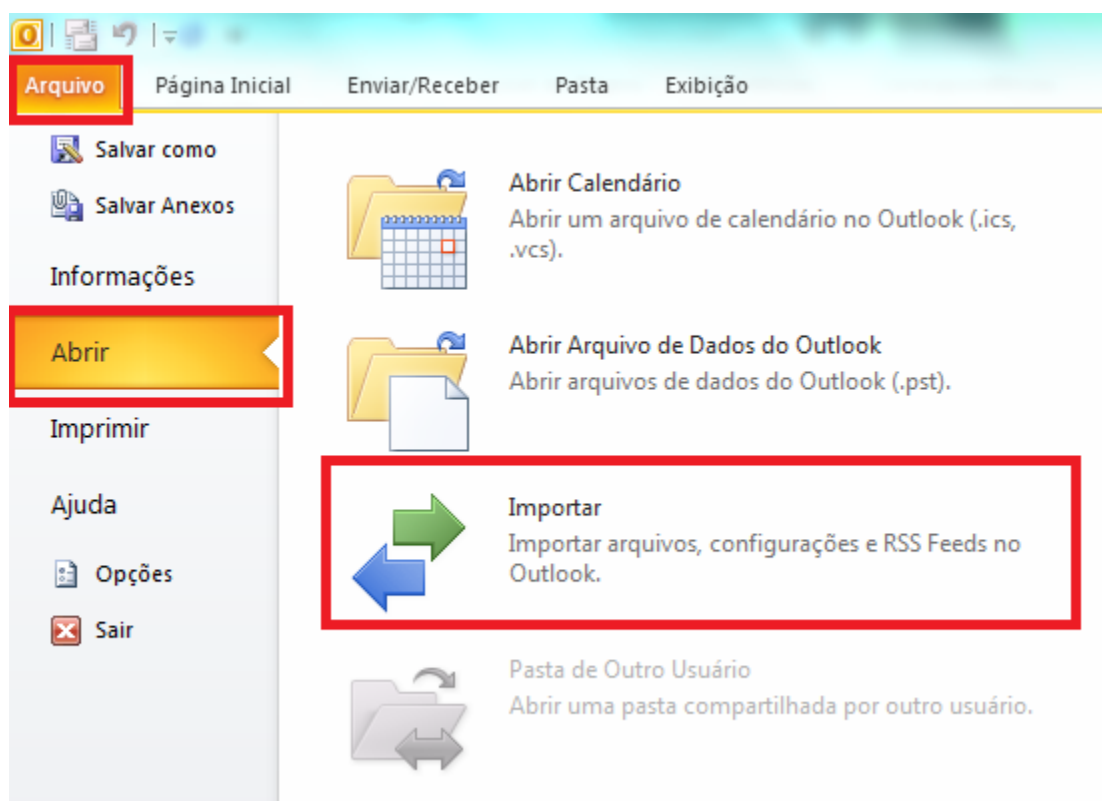 Arquivo Página Inicial Enviar/Receber Pasta Exibição
Salvar como
Salvar Anexos
Informações
Abrir
Imprimir
Ajuda
Opções
Sair
Abrir Calendário
Abrir um arquivo de calendário no Outlook (.ics,
.vcs).
Abrir Arquivo de Dados do Outlook
Abrir arquivos de dados do Outlook (.pst).
Importar
Importar arquivos, configurações e RSS Feeds no
Outlook.
Pasta de Outro Usuário
Abrir uma pasta compartilhada por outro usuário.